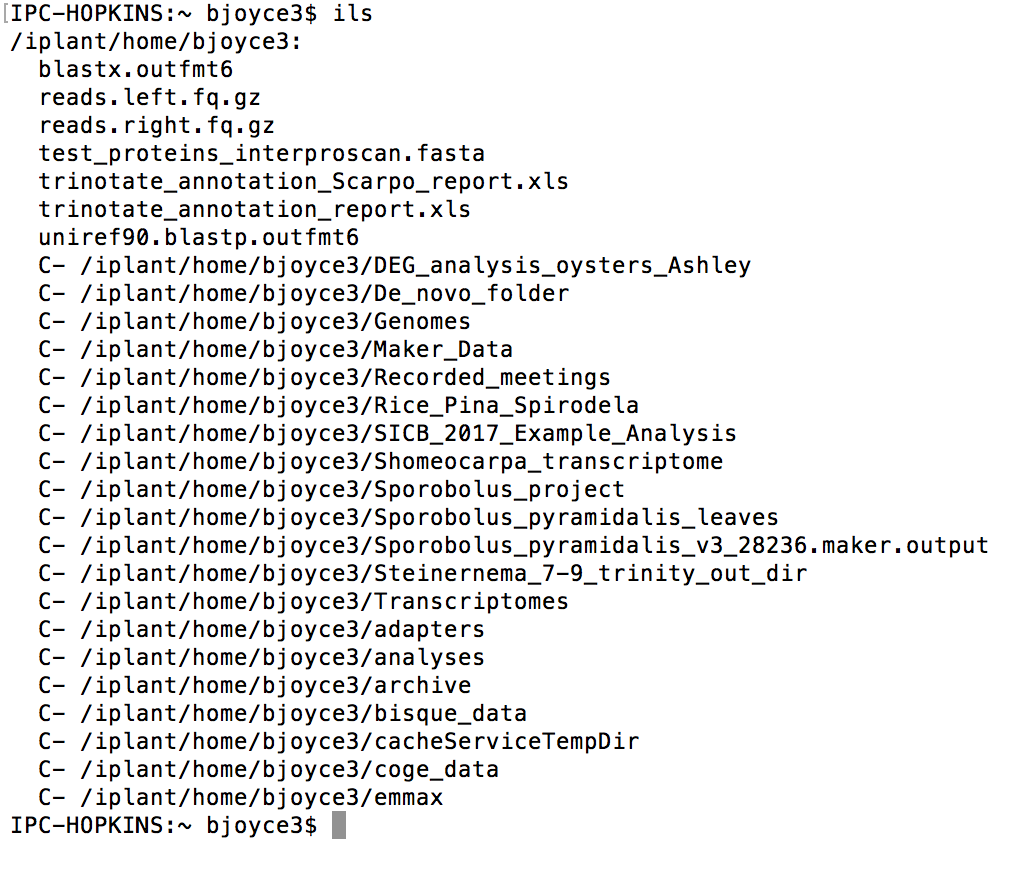 [IPC-HOPKINS:~ bjoyce3$ ils
/iplant/home/bjoyce3:
  blastx.outfmt6
  reads.left.fq.gz
  reads.right.fq.gz
  test_proteins_interproscan.fasta
  trinotate_annotation_Scarpo_report.xls
  trinotate_annotation_report.xls
  uniref90.blastp.outfmt6
  C- /iplant/home/bjoyce3/DEG_analysis_oysters_Ashley
  C- /iplant/home/bjoyce3/De_novo_folder
  C- /iplant/home/bjoyce3/Genomes
  C- /iplant/home/bjoyce3/Maker_Data
  C- /iplant/home/bjoyce3/Recorded_meetings
  C- /iplant/home/bjoyce3/Rice_Pina_Spirodela
  C- /iplant/home/bjoyce3/SICB_2017_Example_Analysis
  C- /iplant/home/bjoyce3/Shomeocarpa_transcriptome
  C- /iplant/home/bjoyce3/Sporobolus_project
  C- /iplant/home/bjoyce3/Sporobolus_pyramidalis_leaves
  C- /iplant/home/bjoyce3/Sporobolus_pyramidalis_v3_28236.maker.output
  C- /iplant/home/bjoyce3/Steinernema_7-9_trinity_out_dir
  C- /iplant/home/bjoyce3/Transcriptomes
  C- /iplant/home/bjoyce3/adapters
  C- /iplant/home/bjoyce3/analyses
  C- /iplant/home/bjoyce3/archive
  C- /iplant/home/bjoyce3/bisque_data
  C- /iplant/home/bjoyce3/cacheServiceTempDir
  C- /iplant/home/bjoyce3/coge_data
  C- /iplant/home/bjoyce3/emmax
IPC-HOPKINS:~ bjoyce3$